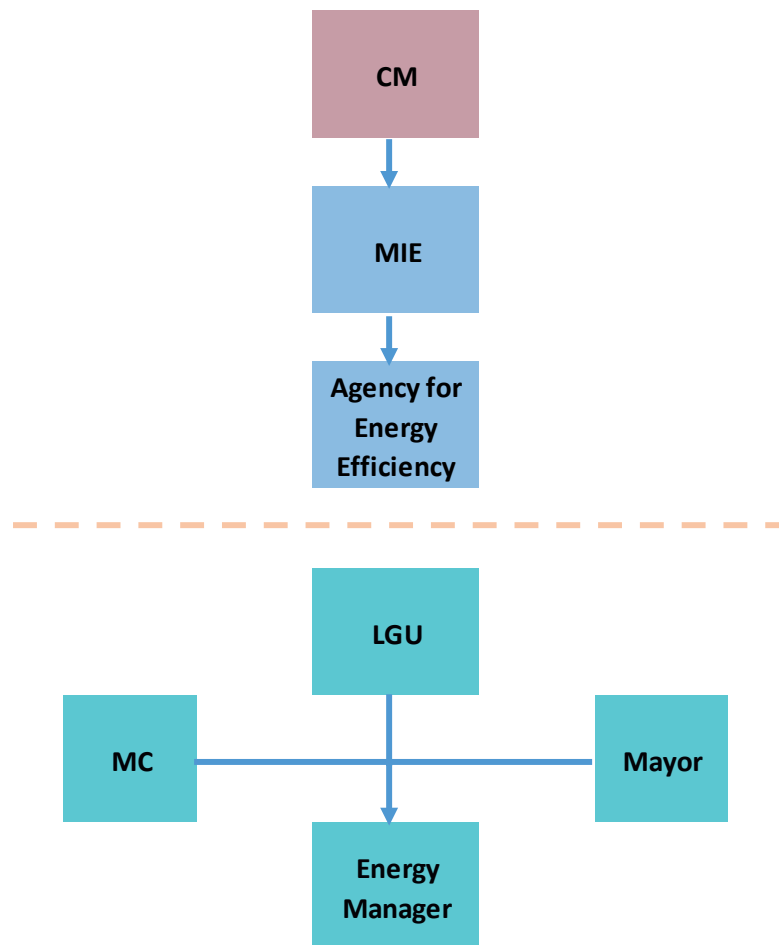 CM
MIE
Agency for
Energy
Efficiency
LGU
MC
Mayor
Energy
Manager